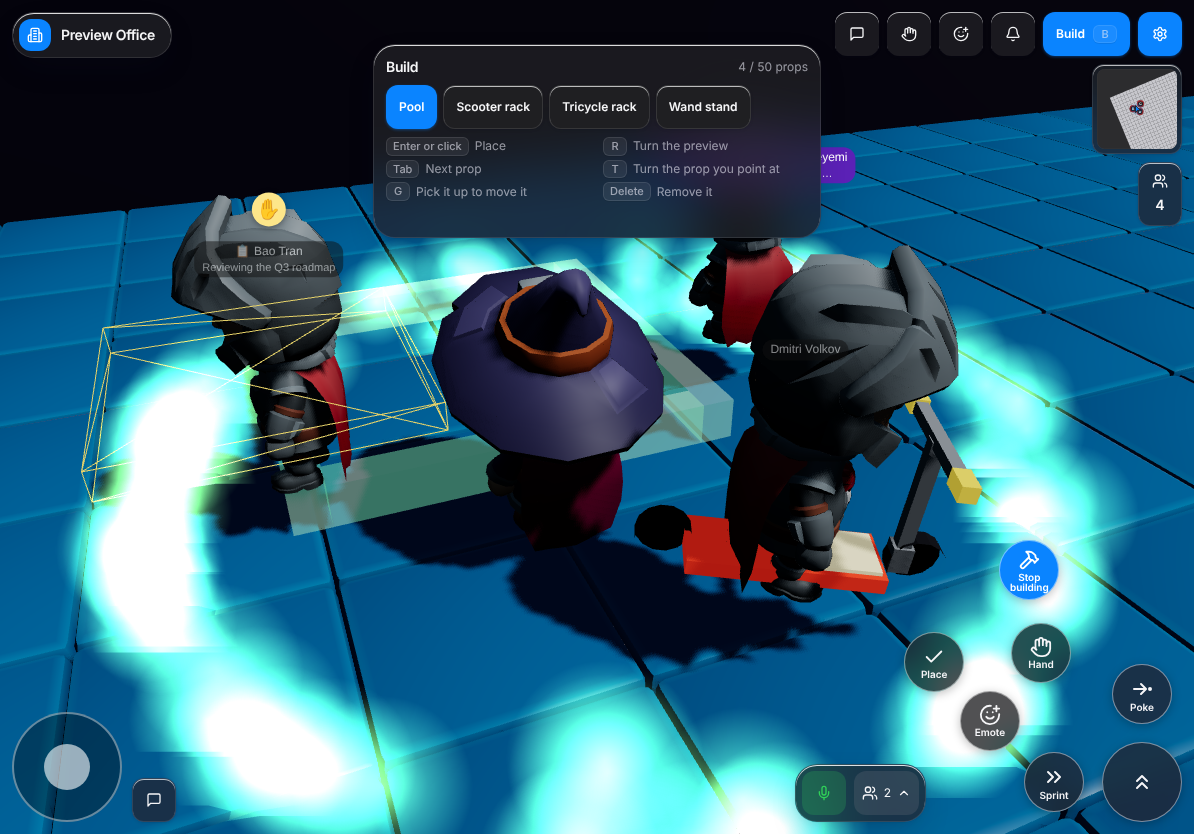 Preview Office
Build B
Build
4 / 50 props
Pool
Scooter rack
Tricycle rack
Wand stand
Enter or click Place
R Turn the preview
Tab Next prop
T Turn the prop you point at
G Pick it up to move it
Delete Remove it
yemi
...
4
📋 Bao Tran
Reviewing the Q3 roadmap
Dmitri Volkov
Stop
building
Place
Hand
Poke
Emote
Sprint
2